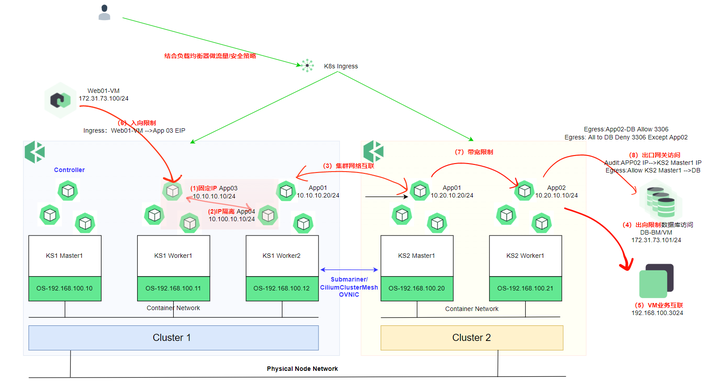 结合负载均衡器做流量/安全策略
K8s Ingress
Web01-VM
172.31.73.100/24
(6) 入向限制
Ingress: Web01-VM -->App 03 EIP
Egress App02-DB Allow 3306
Egress: All to DB Deny 3306 Except App02
(3) 集群网络互联
(7) 带宽限制
(8) 出口网关访问
Audit:APP02 IP-->KS2 Master1 IP
Egress:Allow KS2 Master1 -->DB
Controller
(1)固定IP App03
10.10.10.10/24
App01
10.10.10.20/24
(2)IP隔离 App04
10.100.10.10/24
App01
10.20.10.20/24
App02
10.20.10.10/24
(4) 出向限制数据库访问
DB-BM/VM
172.31.73.101/24
KS1 Master1
KS1 Worker1
KS1 Worker2
KS2 Master1
KS2 Worker1
OS-192.168.100.10
OS-192.168.100.11
OS-192.168.100.12
OS-192.168.100.20
OS-192.168.100.21
Submariner/
CiliumClusterMesh
OVNIC
(5) VM业务互联
192.168.100.3024
Container Network
Container Network
Cluster 1
Cluster 2
Physical Node Network